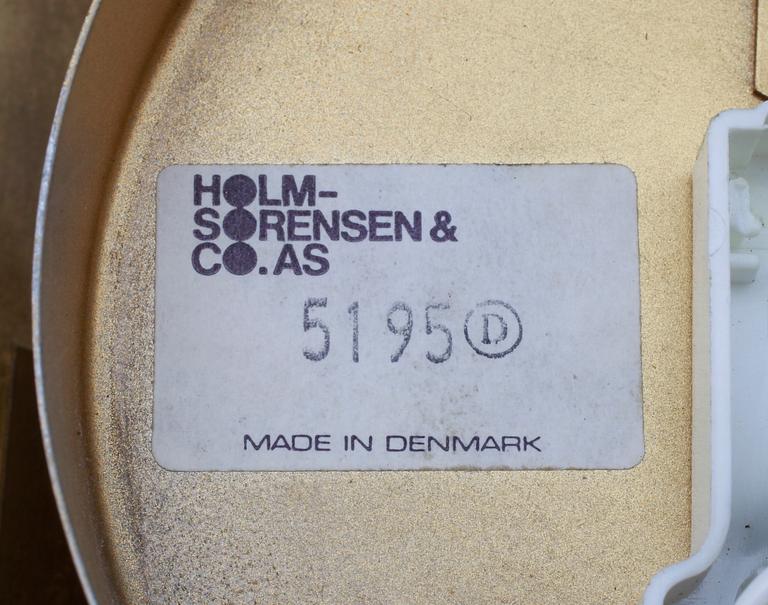 HOLM-
SORENSEN &
CO. AS
5195 D
MADE IN DENMARK